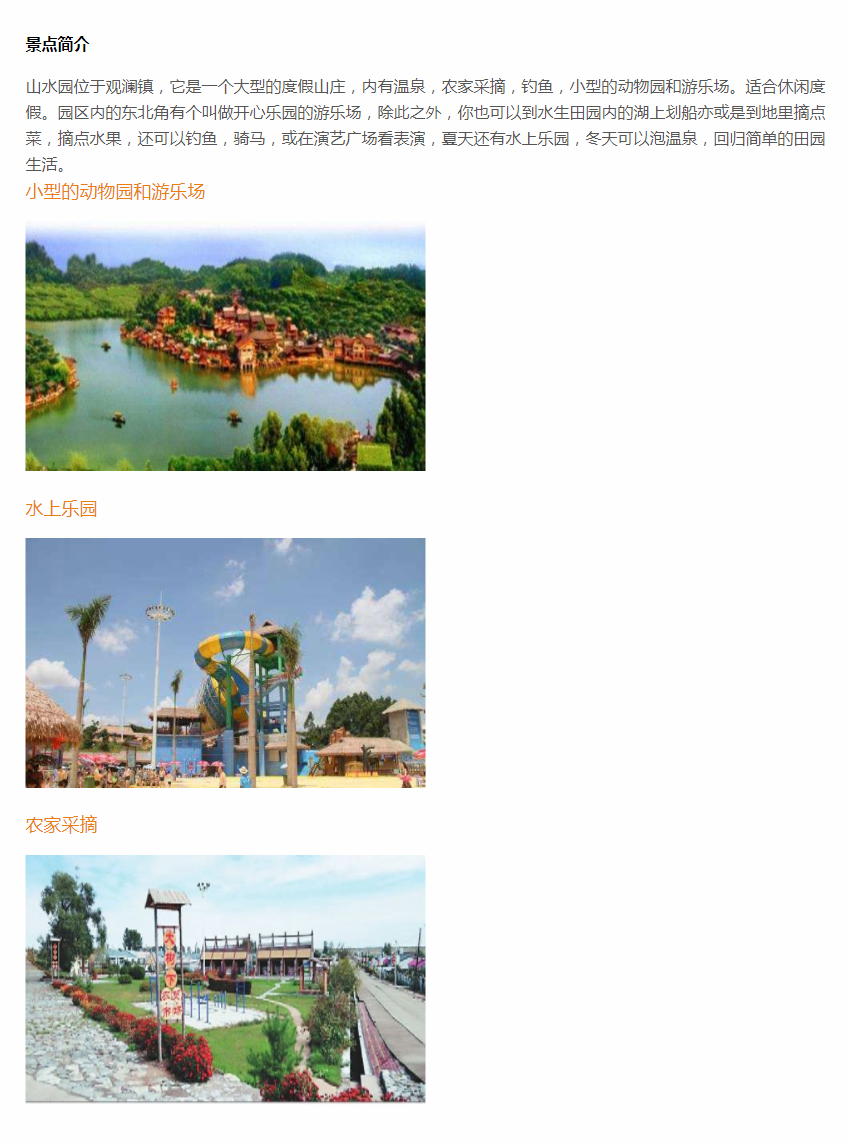 景点简介
山水园位于观澜镇，它是一个大型的度假山庄，内有温泉，农家采摘，钓鱼，小型的动物园和游乐场。适合休闲度
假。园区内的东北角有个叫做开心乐园的游乐场，除此之外，你也可以到水生田园内的湖上划船亦或是到地里摘点
菜，摘点水果，还可以钓鱼，骑马，或在演艺广场看表演，夏天还有水上乐园，冬天可以泡温泉，回归简单的田园
生活。
小型的动物园和游乐场
水上乐园
农家采摘
大
树
下